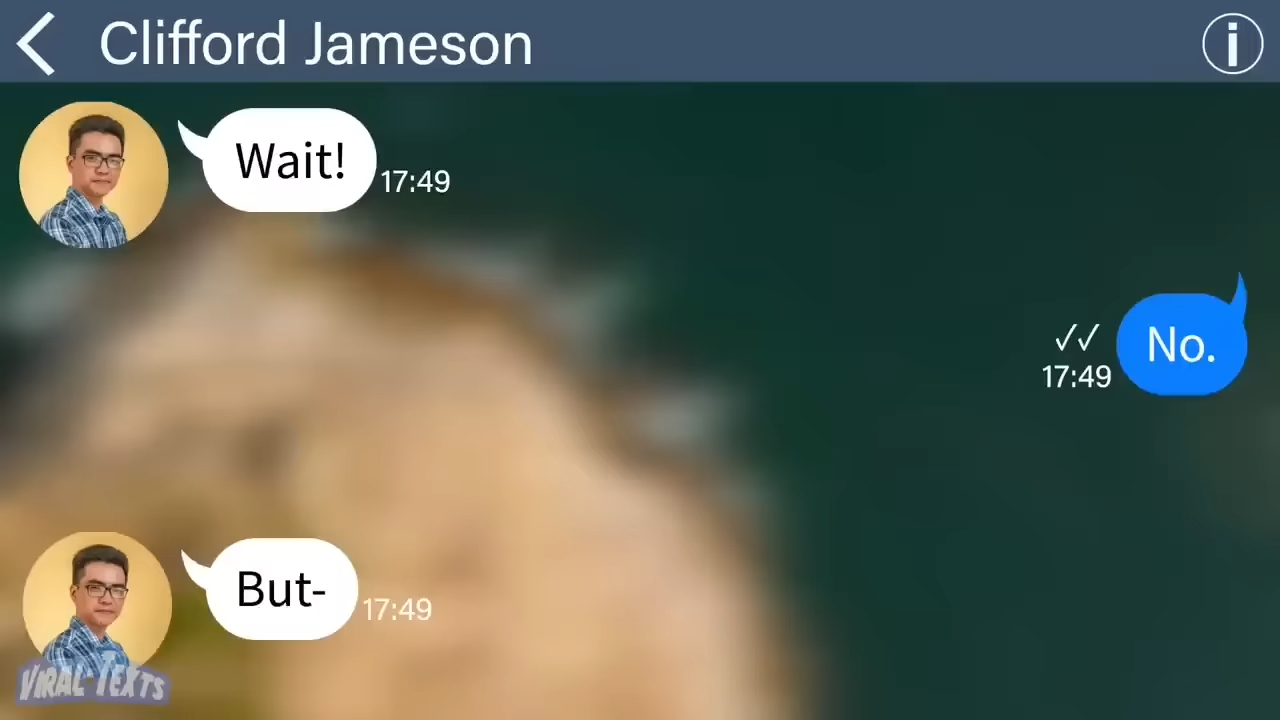 Clifford Jameson
Wait!
17:49
No.
✓✓
17:49
But-
17:49
VIRAL TEXTS